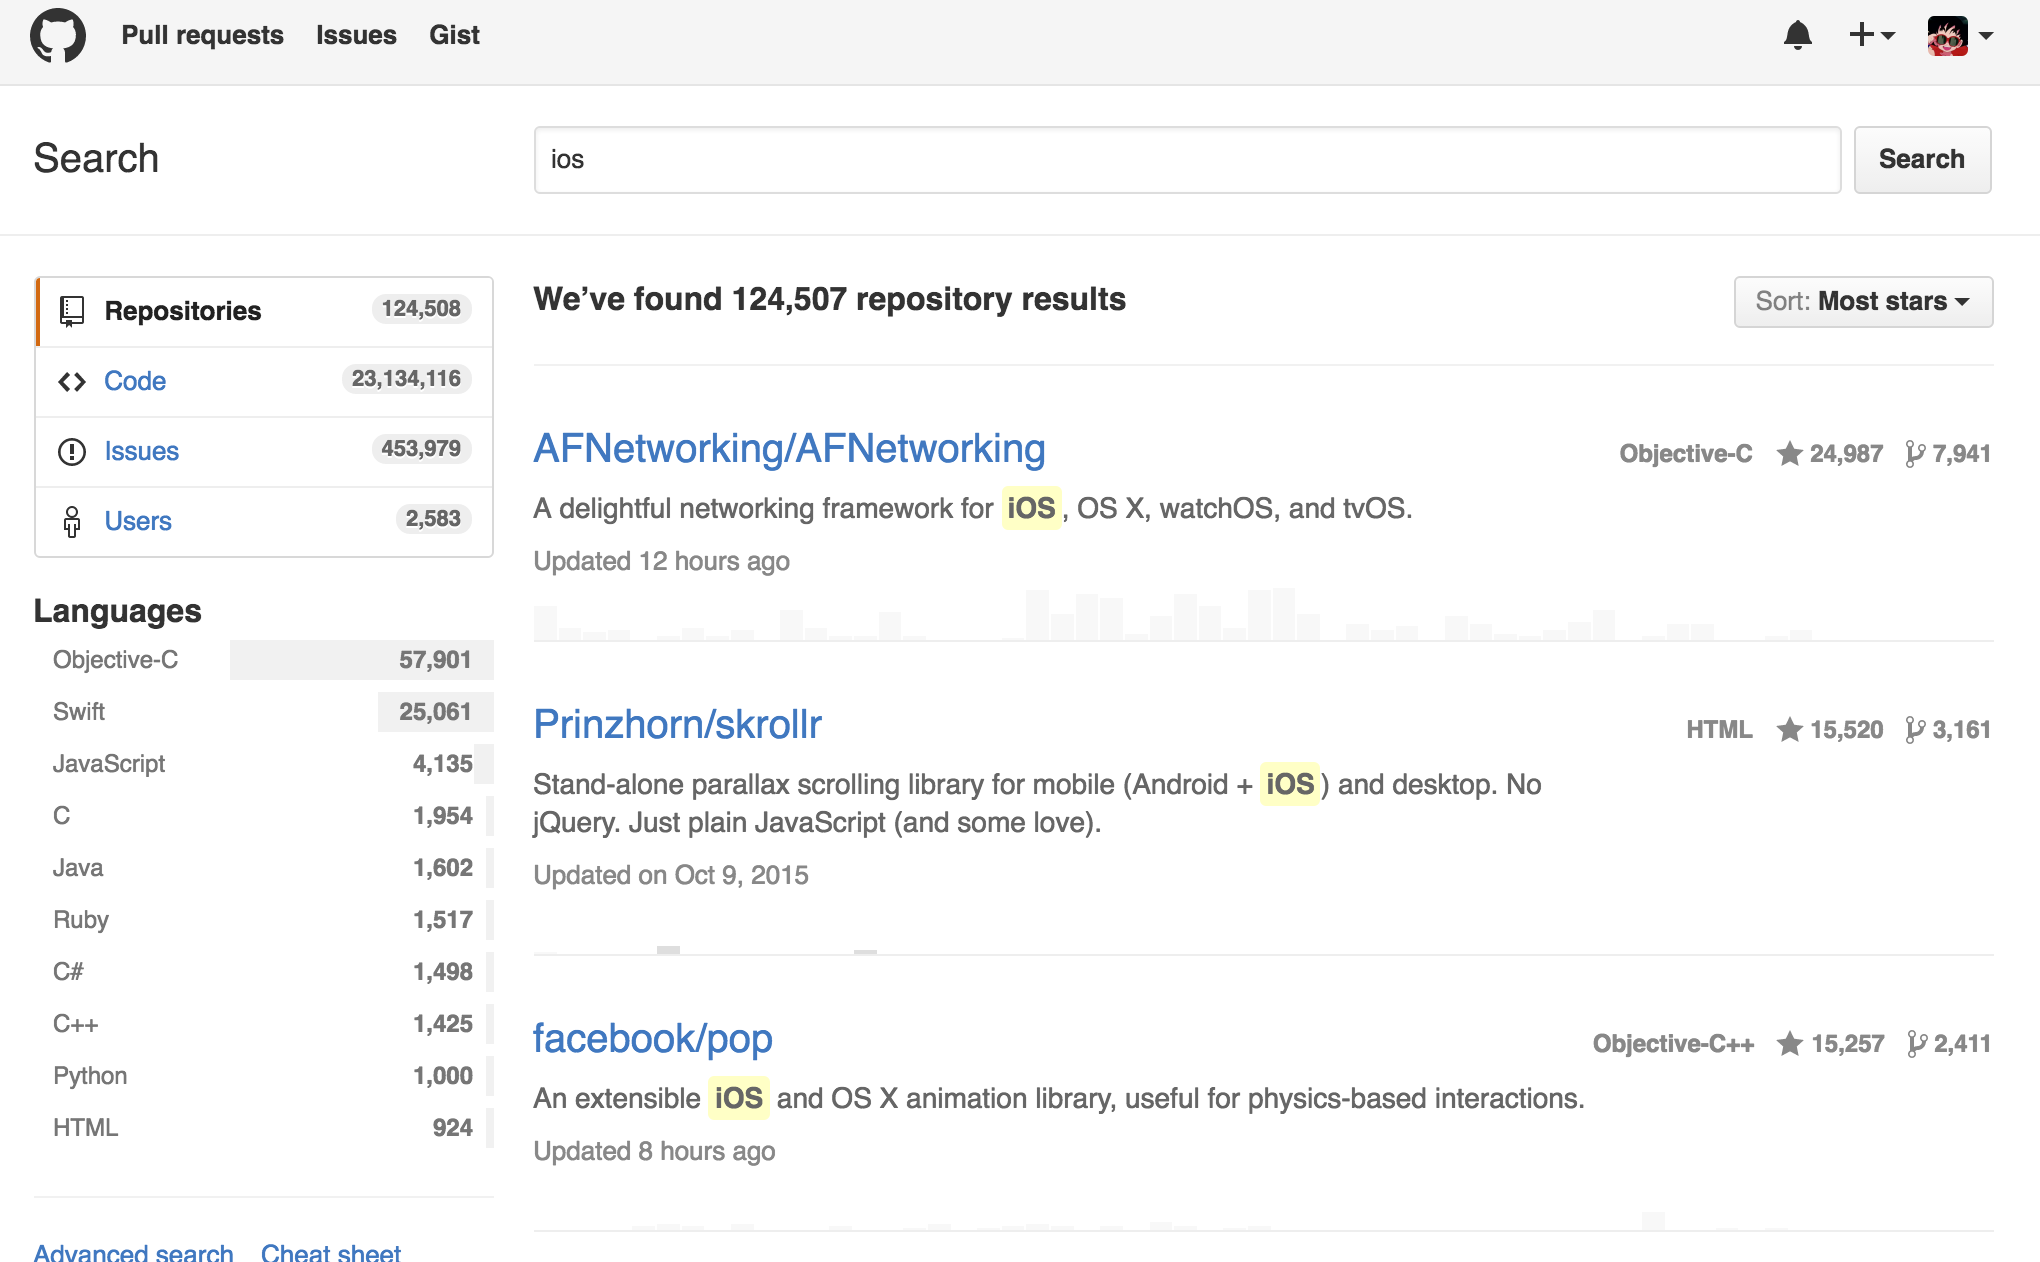 Pull requests Issues Gist
Search ios Search
Repositories 124,508
Code 23,134,116
Issues 453,979
Users 2,583
Languages
Objective-C 57,901
Swift 25,061
JavaScript 4,135
C 1,954
Java 1,602
Ruby 1,517
C# 1,498
C++ 1,425
Python 1,000
HTML 924
Advanced search Cheat sheet
We’ve found 124,507 repository results Sort: Most stars
AFNetworking/AFNetworking Objective-C 24,987 7,941
A delightful networking framework for iOS, OS X, watchOS, and tvOS.
Updated 12 hours ago
Prinzhorn/skrollr HTML 15,520 3,161
Stand-alone parallax scrolling library for mobile (Android + iOS) and desktop. No
jQuery. Just plain JavaScript (and some love).
Updated on Oct 9, 2015
facebook/pop Objective-C++ 15,257 2,411
An extensible iOS and OS X animation library, useful for physics-based interactions.
Updated 8 hours ago